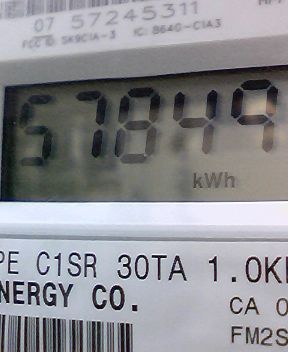 07 57245311
FCC ID: SK9C1A-3 IC: 864G-C1A3
57849
kWh
PE C1SR 30TA 1.0K
NERGY CO.
CA 0
FM2S